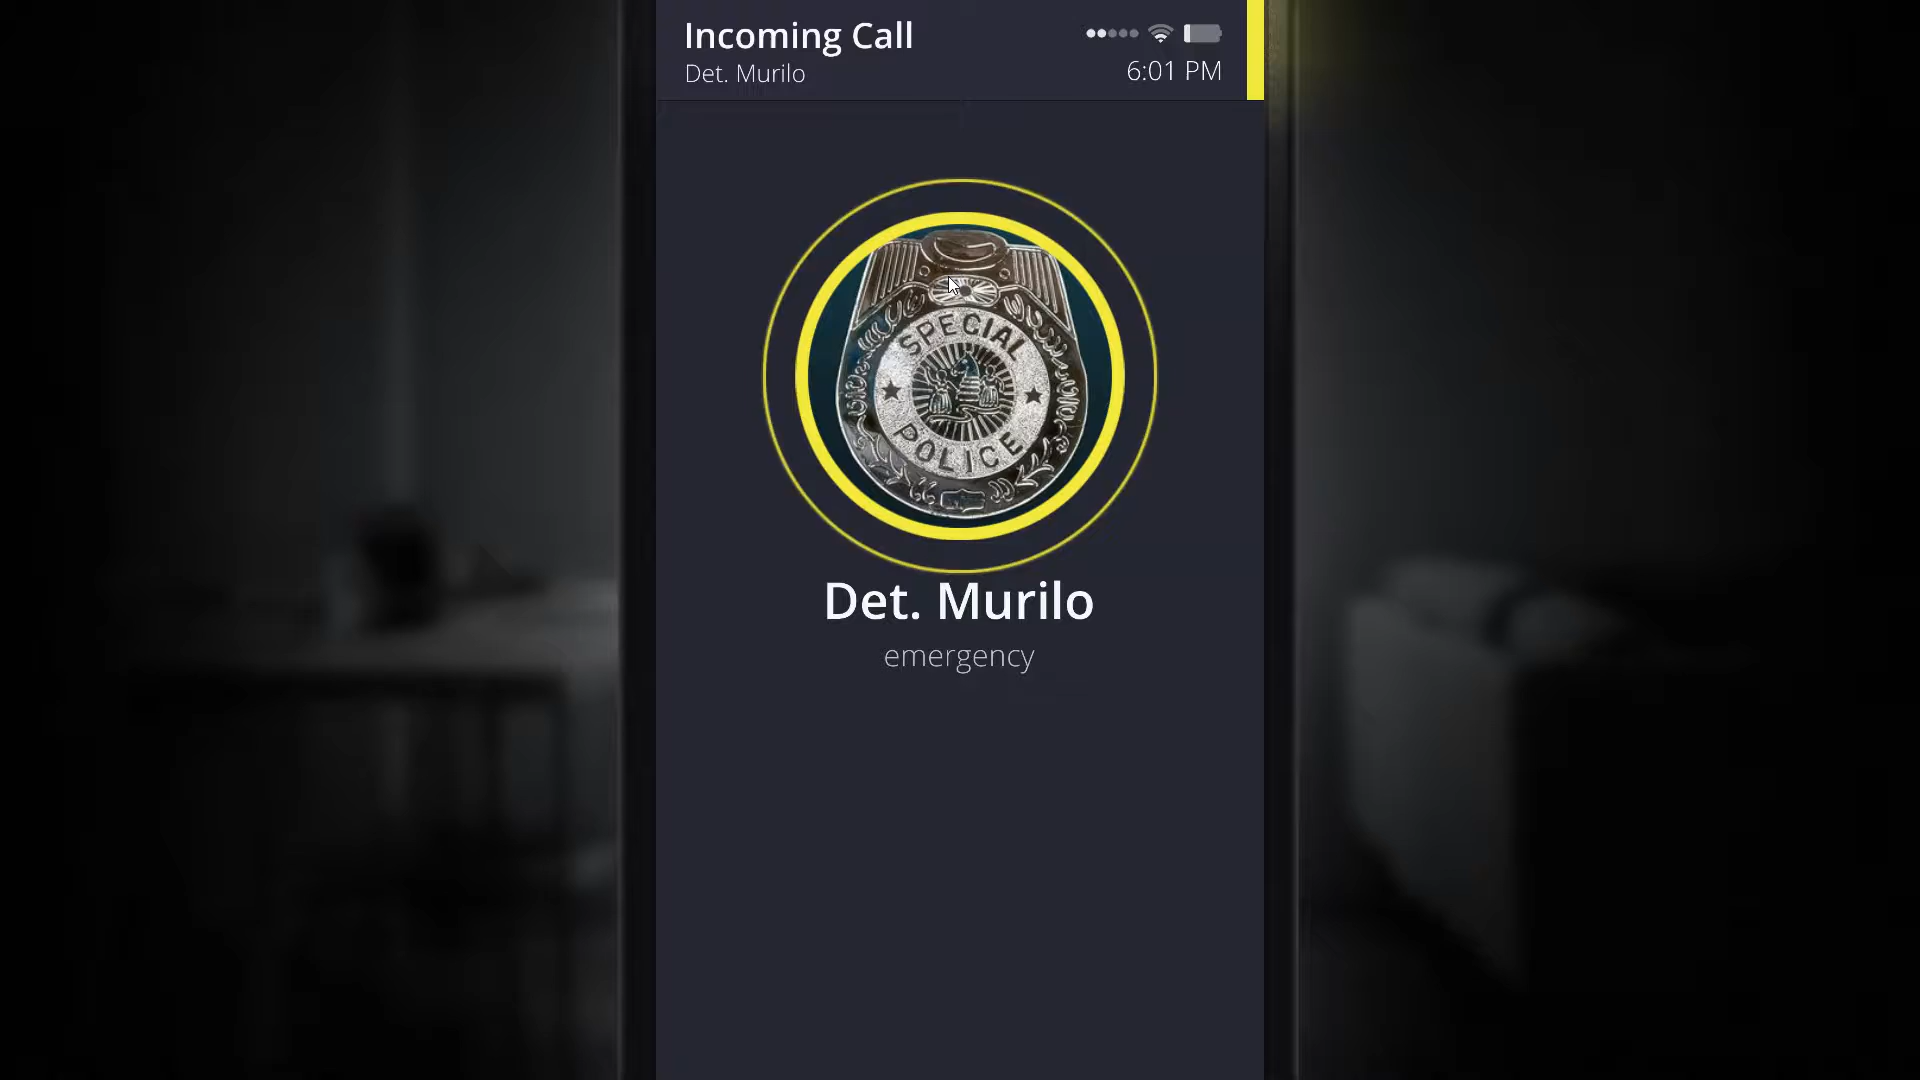 Incoming Call
Det. Murilo
6:01 PM
SPECIAL
POLICE
Det. Murilo
emergency